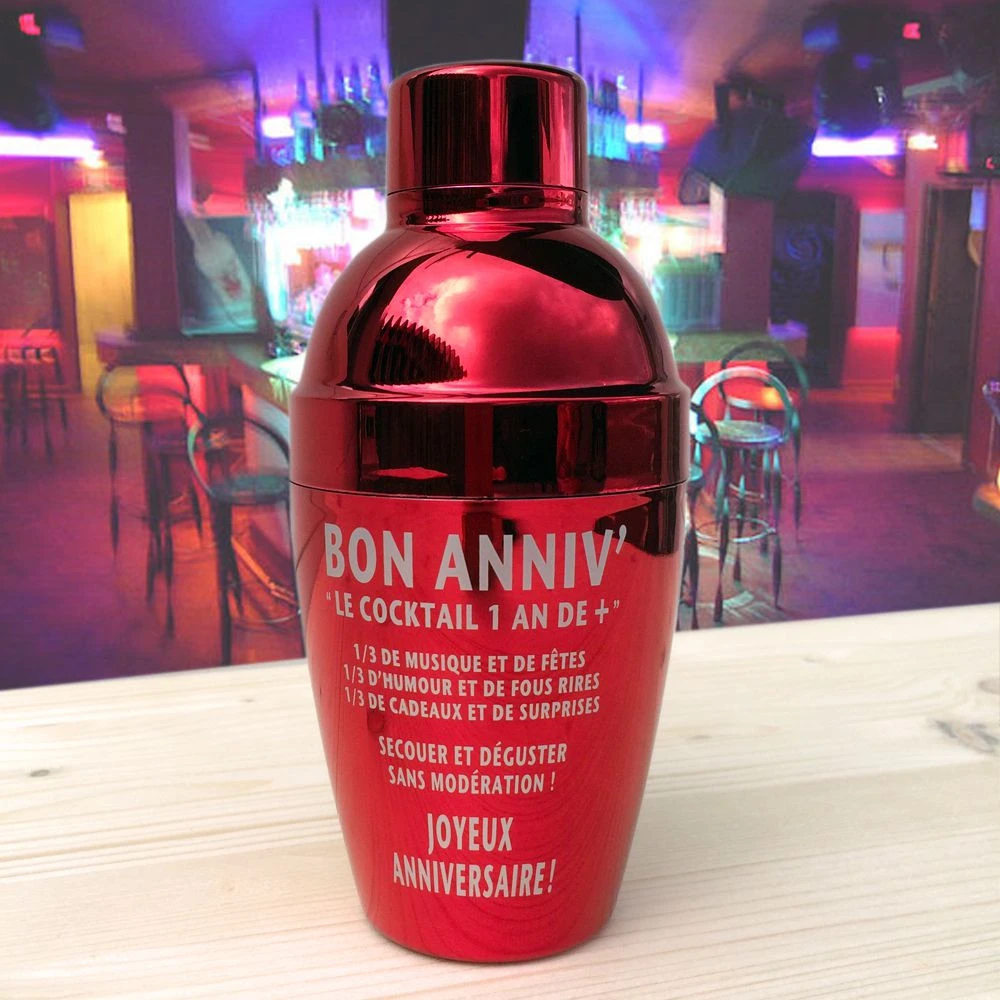 BON ANNIV'
"LE COCKTAIL 1 AN DE +"
1/3 DE MUSIQUE ET DE FÊTES
1/3 D'HUMOUR ET DE FOUS RIRES
1/3 DE CADEAUX ET DE SURPRISES
SECOUER ET DÉGUSTER
SANS MODÉRATION !
JOYEUX
ANNIVERSAIRE!